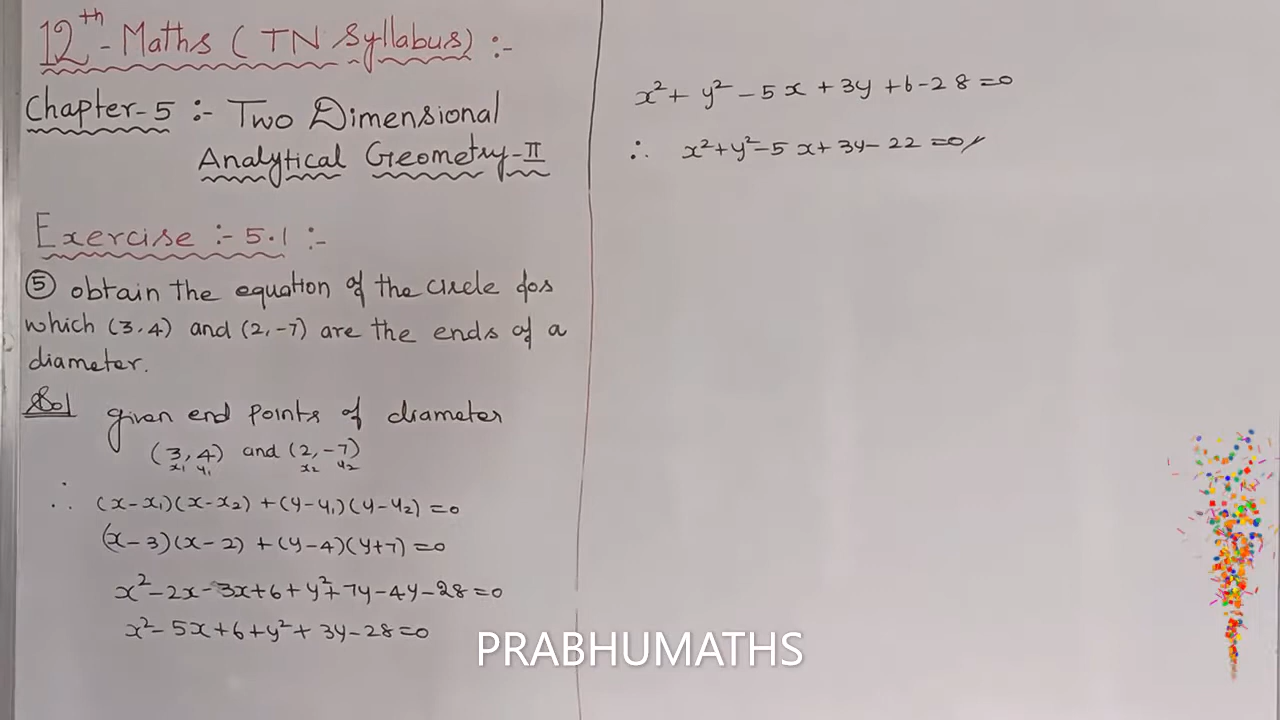 12th - Maths (TN Syllabus) :-
Chapter-5 :- Two Dimensional
Analytical Geometry-II
Exercise :- 5.1 :-
⑤ obtain the equation of the circle for
which (3,4) and (2,-7) are the ends of a
diameter.
Sol
given end points of diameter
(3,4) and (2,-7)
x₁ y₁ x₂ y₂
∴ (x-x₁)(x-x₂)+(y-y₁)(y-y₂)=0
(x-3)(x-2)+(y-4)(y+7)=0
x²-2x-3x+6+y²+7y-4y-28=0
x²-5x+6+y²+3y-28=0
x²+y²-5x+3y+6-28=0
∴ x²+y²-5x+3y-22=0
PRABHUMATHS